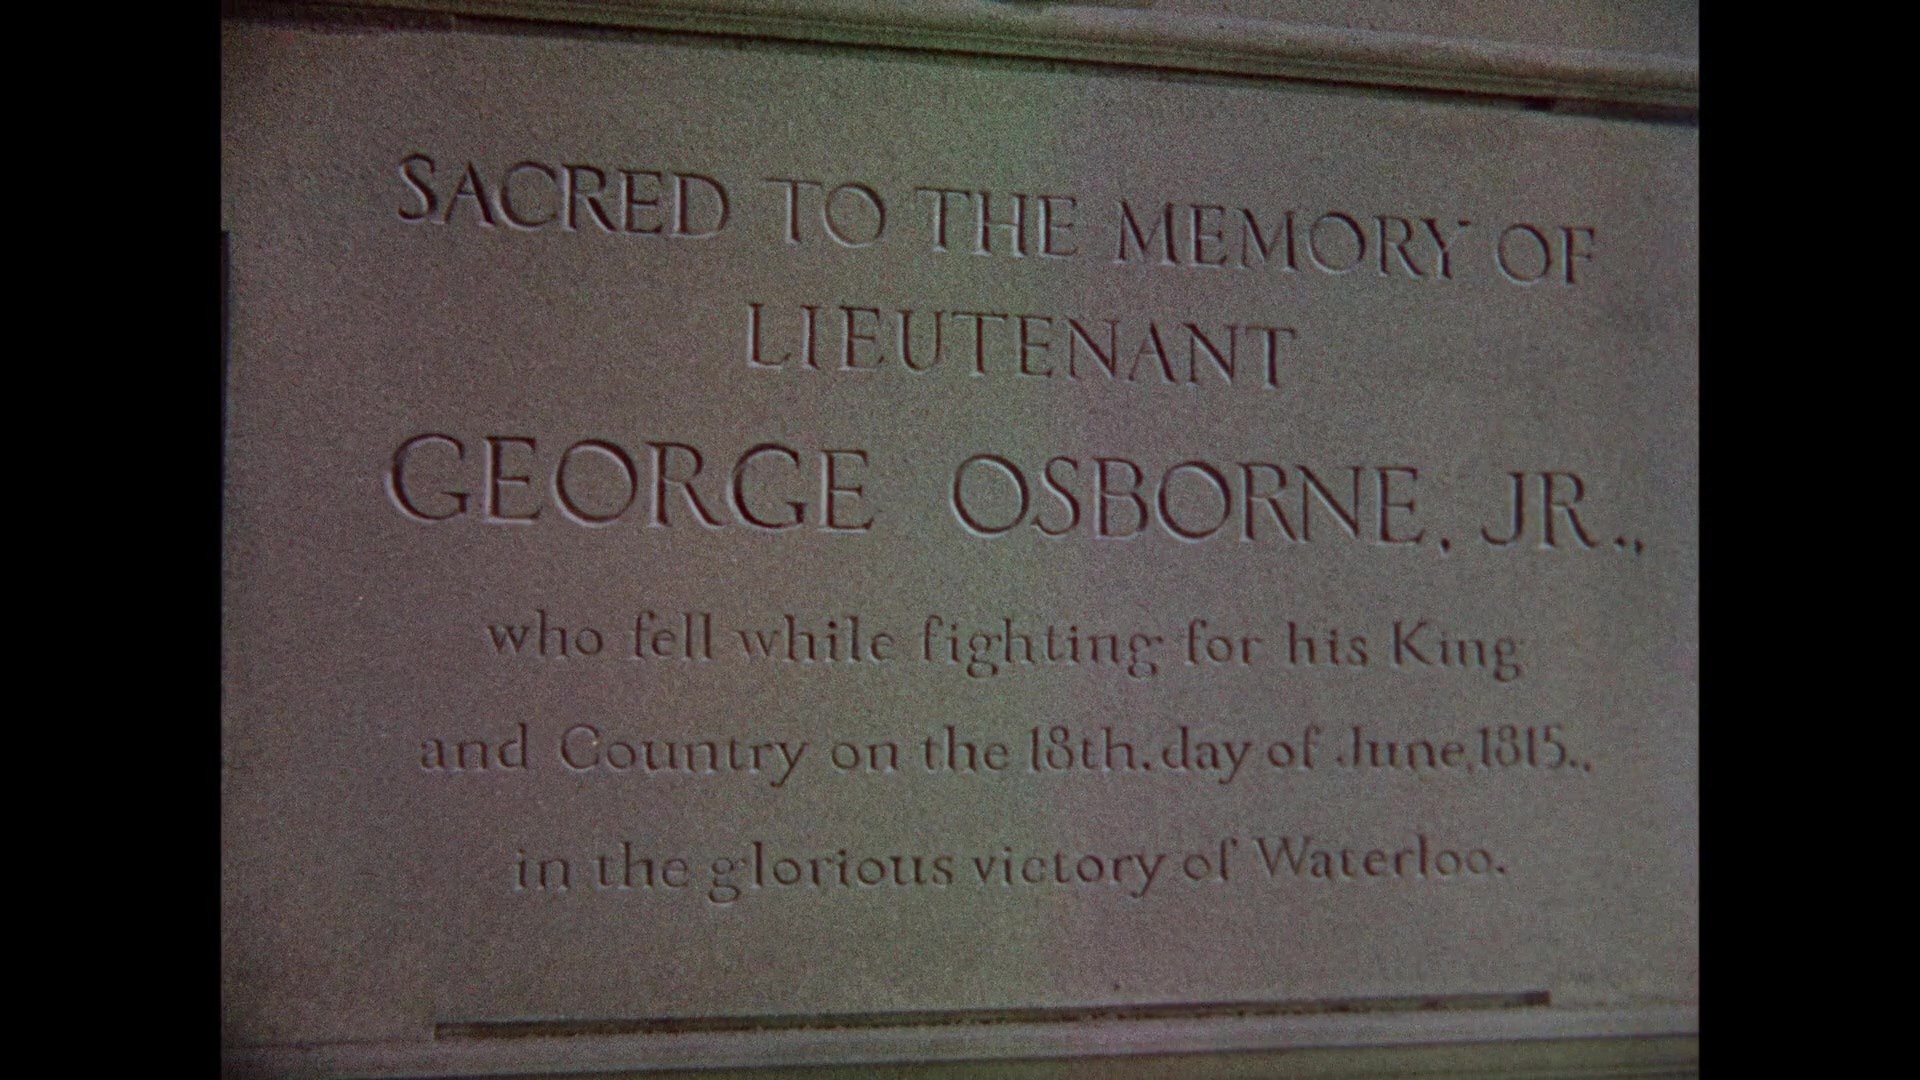 SACRED TO THE MEMORY OF
LIEUTENANT
GEORGE OSBORNE, JR.,
who fell while fighting for his King
and Country on the 18th. day of June, 1815.,
in the glorious victory of Waterloo.